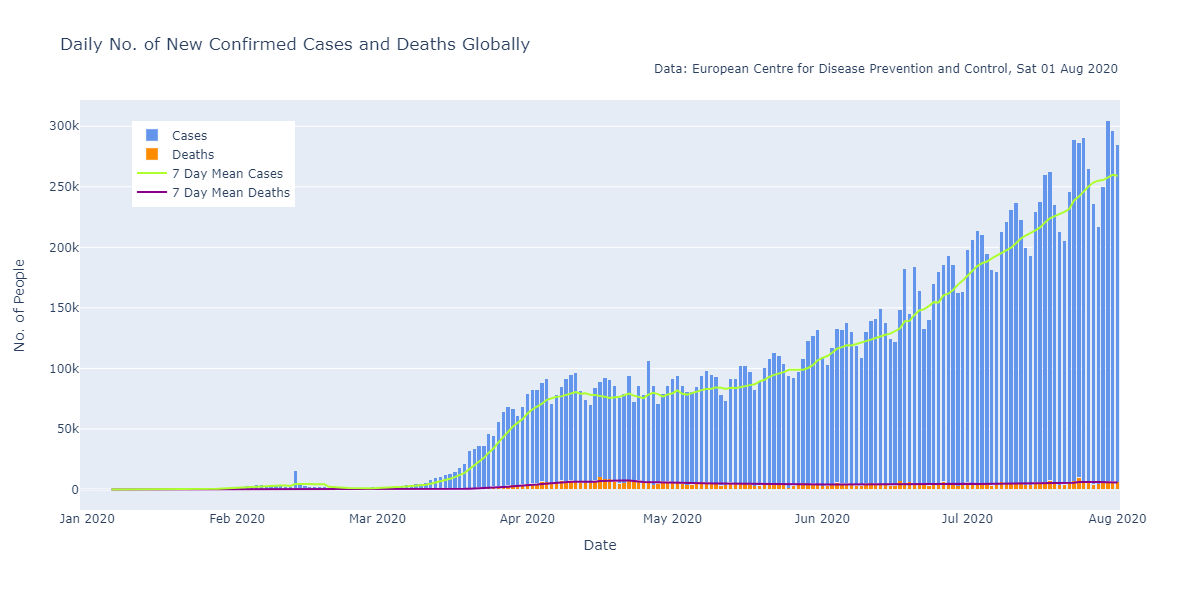 Daily No. of New Confirmed Cases and Deaths Globally
Data: European Centre for Disease Prevention and Control, Sat 01 Aug 2020
Cases
Deaths
7 Day Mean Cases
7 Day Mean Deaths
No. of People
300k
250k
200k
150k
100k
50k
0
Jan 2020 Feb 2020 Mar 2020 Apr 2020 May 2020 Jun 2020 Jul 2020 Aug 2020
Date